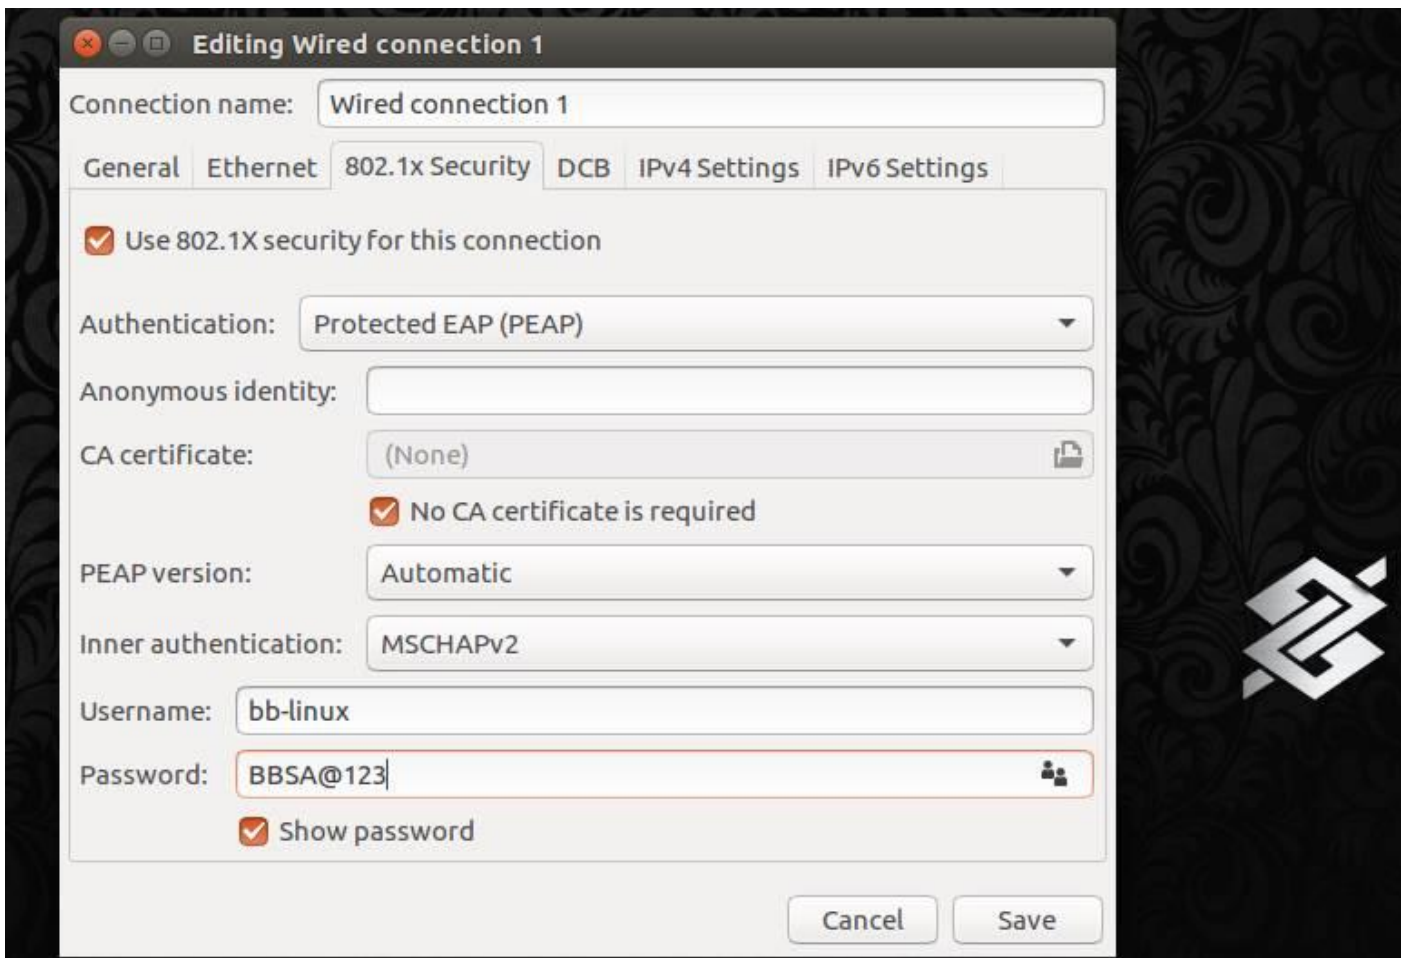 Editing Wired connection 1
Connection name: Wired connection 1
General Ethernet 802.1x Security DCB IPv4 Settings IPv6 Settings
Use 802.1X security for this connection
Authentication: Protected EAP (PEAP)
Anonymous identity:
CA certificate: (None)
No CA certificate is required
PEAP version: Automatic
Inner authentication: MSCHAPv2
Username: bb-linux
Password: BBSA@123
Show password
Cancel Save